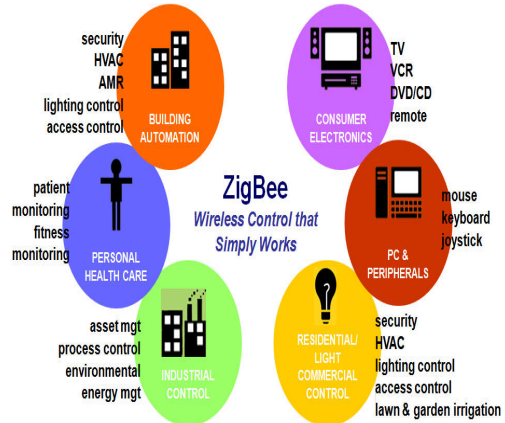 security
HVAC
AMR
lighting control
access control
BUILDING
AUTOMATION
TV
VCR
DVD/CD
remote
CONSUMER
ELECTRONICS
patient
monitoring
fitness
monitoring
PERSONAL
HEALTH CARE
ZigBee
Wireless Control that
Simply Works
mouse
keyboard
joystick
PC &
PERIPHERALS
asset mgt
process control
environmental
energy mgt
INDUSTRIAL
CONTROL
?
RESIDENTIAL/
LIGHT
COMMERCIAL
CONTROL
security
HVAC
lighting control
access control
lawn & garden irrigation